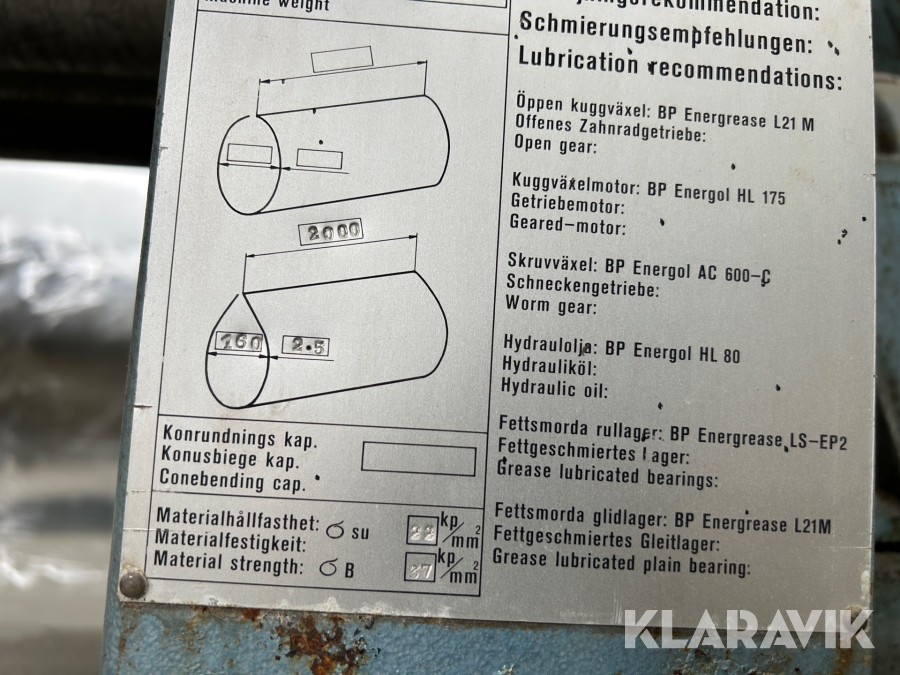 Machine weight
2000
160
2.5
Konrundnings kap.
Konusbiege kap.
Conebending cap.
Materialhållfasthet: σ su 22 kp/mm²
Materialfestigkeit:
Material strength: σ B 37 kp/mm²
Schmierungsempfehlungen:
Lubrication recommendations:
Öppen kuggväxel: BP Energrease L21 M
Offenes Zahnradgetriebe:
Open gear:
Kuggväxelmotor: BP Energol HL 175
Getriebemotor:
Geared-motor:
Skruvväxel: BP Energol AC 600-C
Schneckengetriebe:
Worm gear:
Hydraulolja: BP Energol HL 80
Hydrauliköl:
Hydraulic oil:
Fettsmorda rullager: BP Energrease LS-EP2
Fettgeschmiertes Lager:
Grease lubricated bearings:
Fettsmorda glidlager: BP Energrease L21M
Fettgeschmiertes Gleitlager:
Grease lubricated plain bearing:
KLARAVIK